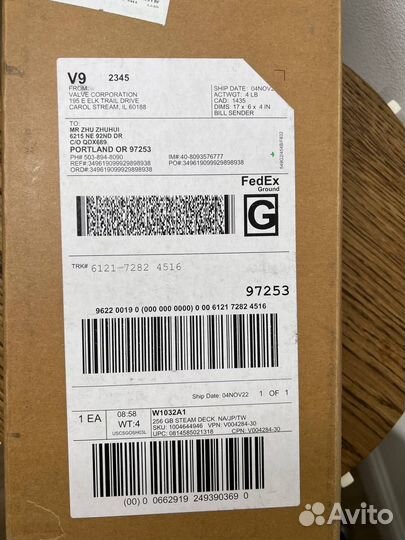 V9 2345
FROM:
VALVE CORPORATION
195 E ELK TRAIL DRIVE
CAROL STREAM, IL 60188
SHIP DATE: 04NOV22
ACTWGT: 4 LB
CAD: 1435
DIMS: 17 x 6 x 4 IN
BILL SENDER
TO:
MR ZHU ZHUHUI
6215 NE 92ND DR
C/O QDX689
PORTLAND OR 97253
PH# 503-894-8090 IM#:40-8093576777
REF#:349619099929898938
ORD#:349619099929898938
FedEx
Ground
G
TRK# 6121-7282 4516
97253
9622 0019 0 (000 000 0000) 0 00 6121 7282 4516
Ship Date: 04NOV22 1 OF 1
1 EA
08:58
WT:4
W1032A1
256 GB STEAM DECK NA/JP/TW
SKU: 1004644946 VPN: V004284-30
UPC: 0814585021318 CPN: V004284-30
(00) 0 0662919 249390369 0
Avito